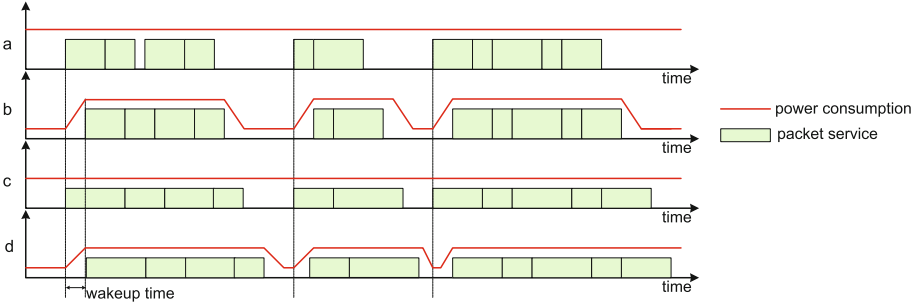 a
time
b
power consumption
packet service
time
c
time
d
wakeup time
time